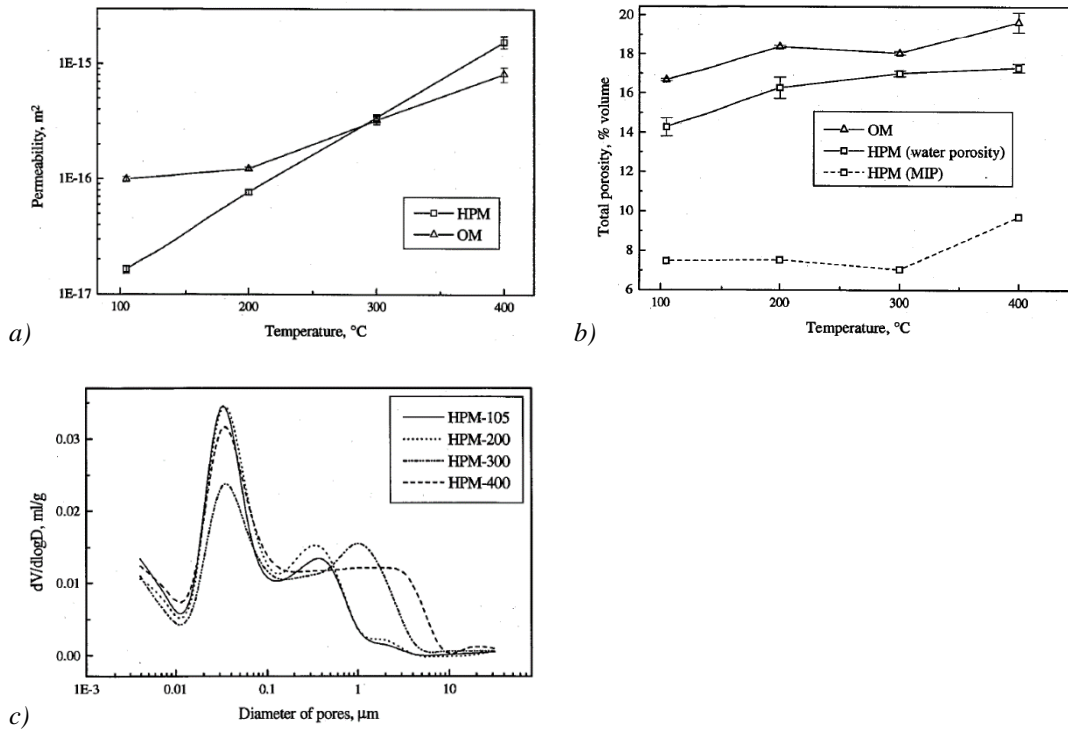 1E-15
1E-16
1E-17
Permeability, m²
HPM
OM
100
200
300
400
Temperature, °C
a)
20
18
16
14
12
10
8
6
Total porosity, % volume
OM
HPM (water porosity)
HPM (MIP)
100
200
300
400
Temperature, °C
b)
0.03
0.02
0.01
0.00
dV/dlogD, ml/g
HPM-105
HPM-200
HPM-300
HPM-400
1E-3
0.01
0.1
1
10
Diameter of pores, μm
c)